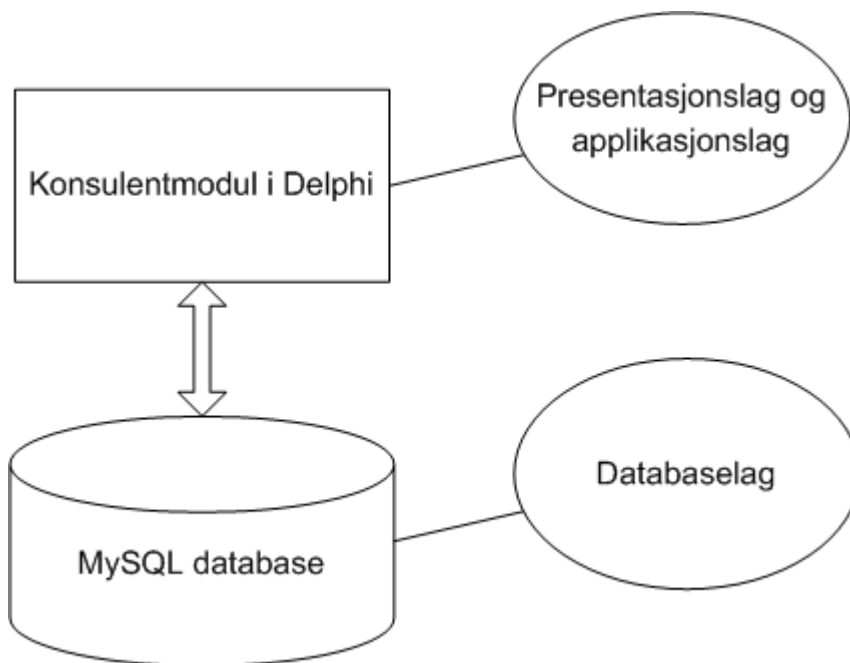 Presentasjonslag og
applikasjonslag
Konsulentmodul i Delphi
Databaselag
MySQL database